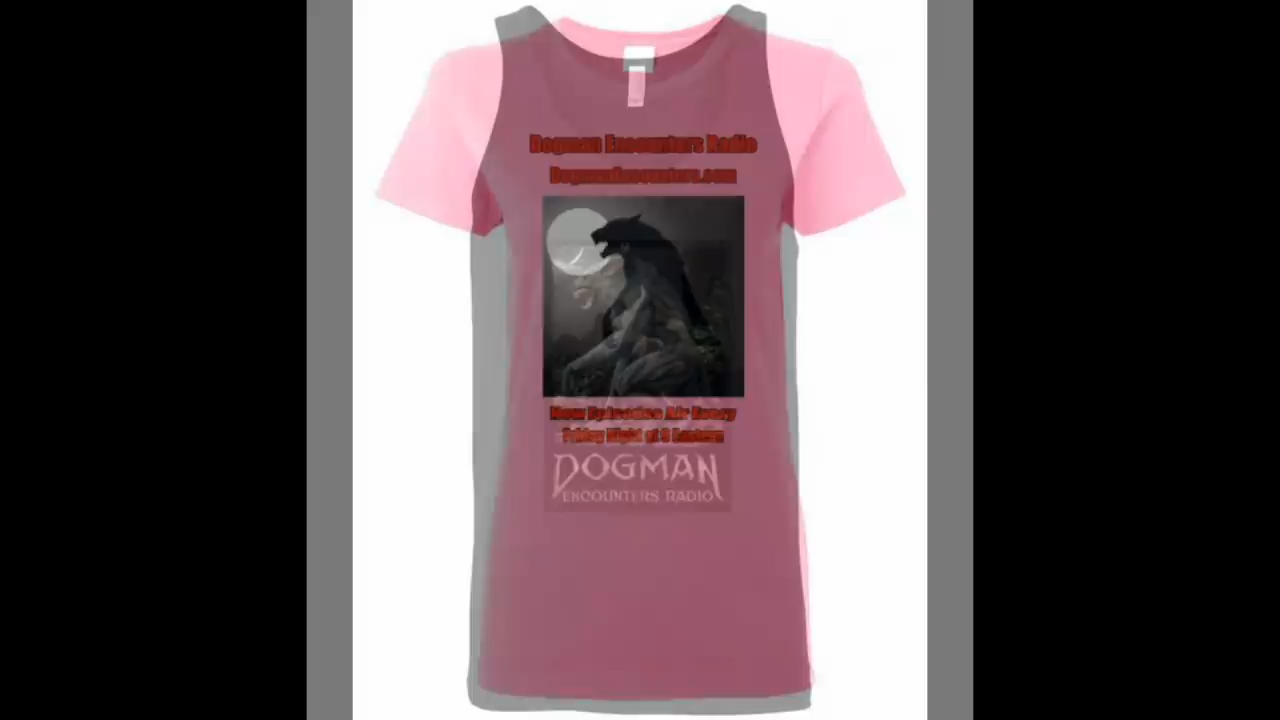 Dogman Encounters Radio
DogmanEncounters.com
New Episodes Air Every
Friday Night at 9 Eastern
DOGMAN
ENCOUNTERS RADIO